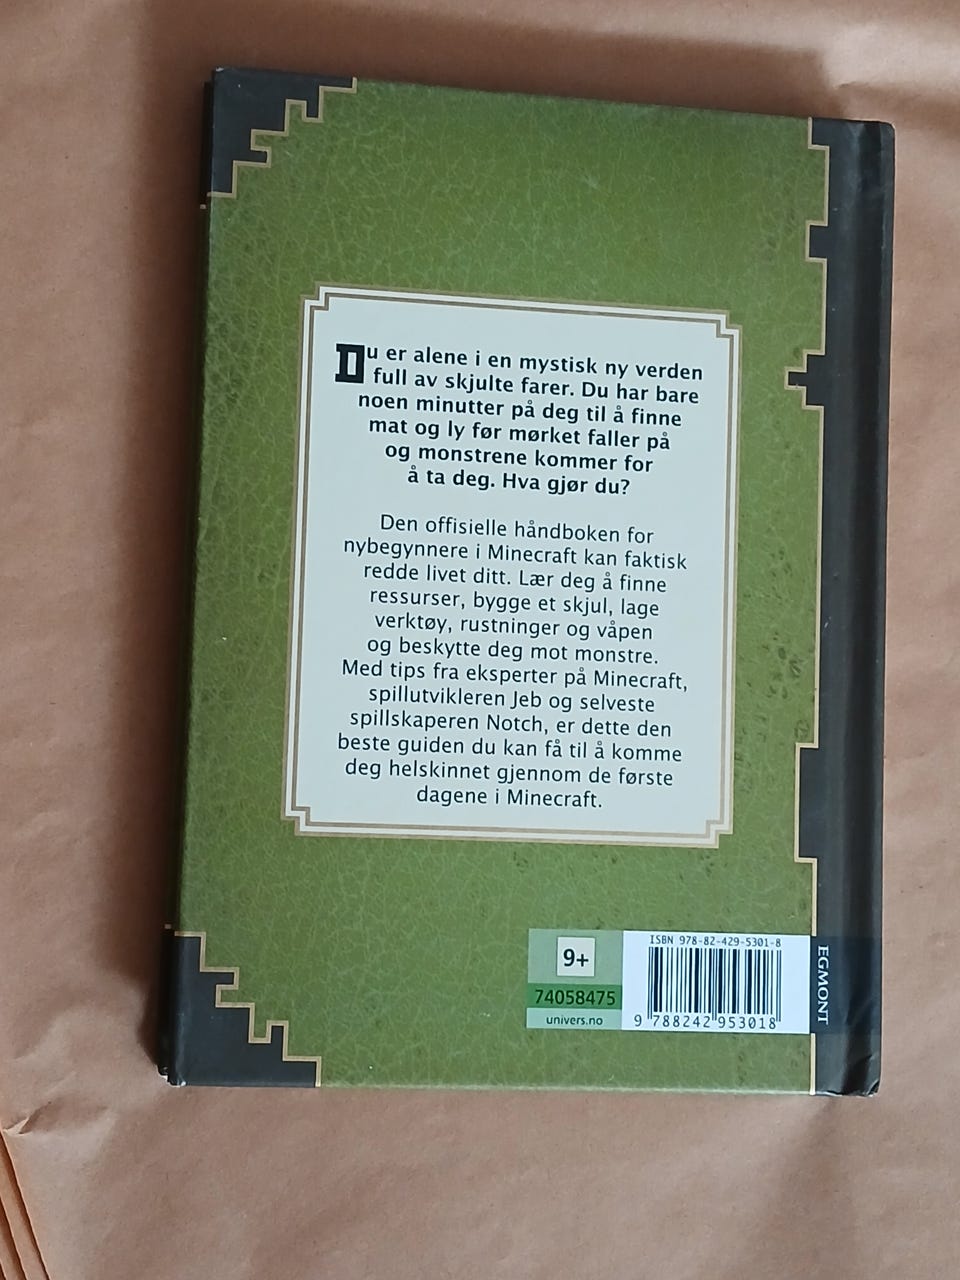 Du er alene i en mystisk ny verden
full av skjulte farer. Du har bare
noen minutter på deg til å finne
mat og ly før mørket faller på
og monstrene kommer for
å ta deg. Hva gjør du?
Den offisielle håndboken for
nybegynnere i Minecraft kan faktisk
redde livet ditt. Lær deg å finne
ressurser, bygge et skjul, lage
verktøy, rustninger og våpen
og beskytte deg mot monstre.
Med tips fra eksperter på Minecraft,
spillutvikleren Jeb og selveste
spillskaperen Notch, er dette den
beste guiden du kan få til å komme
deg helskinnet gjennom de første
dagene i Minecraft.
9+
74058475
univers.no
ISBN 978-82-429-5301-8
9 788242 953018
EGMONT